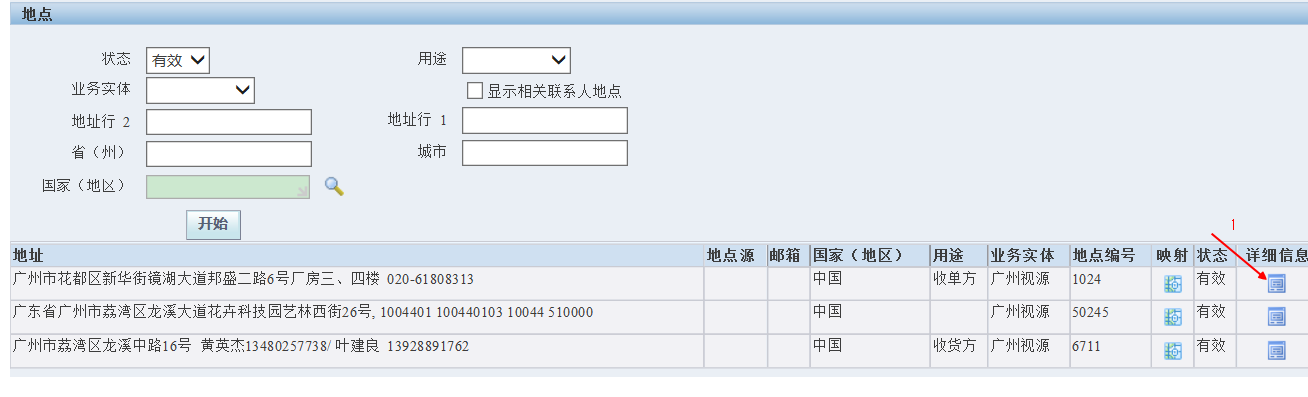 地点
状态 有效 用途
业务实体 显示相关联系人地点
地址行 2 地址行 1
省（州） 城市
国家（地区）
开始
1
地址 地点源 邮箱 国家（地区） 用途 业务实体 地点编号 映射 状态 详细信息
广州市花都区新华街镜湖大道邦盛二路6号厂房三、四楼 020-61808313 中国 收单方 广州视源 1024 有效
广东省广州市荔湾区龙溪大道花卉科技园艺林西街26号, 1004401 100440103 10044 510000 中国 广州视源 50245 有效
广州市荔湾区龙溪中路16号 黄英杰13480257738/ 叶建良 13928891762 中国 收货方 广州视源 6711 有效